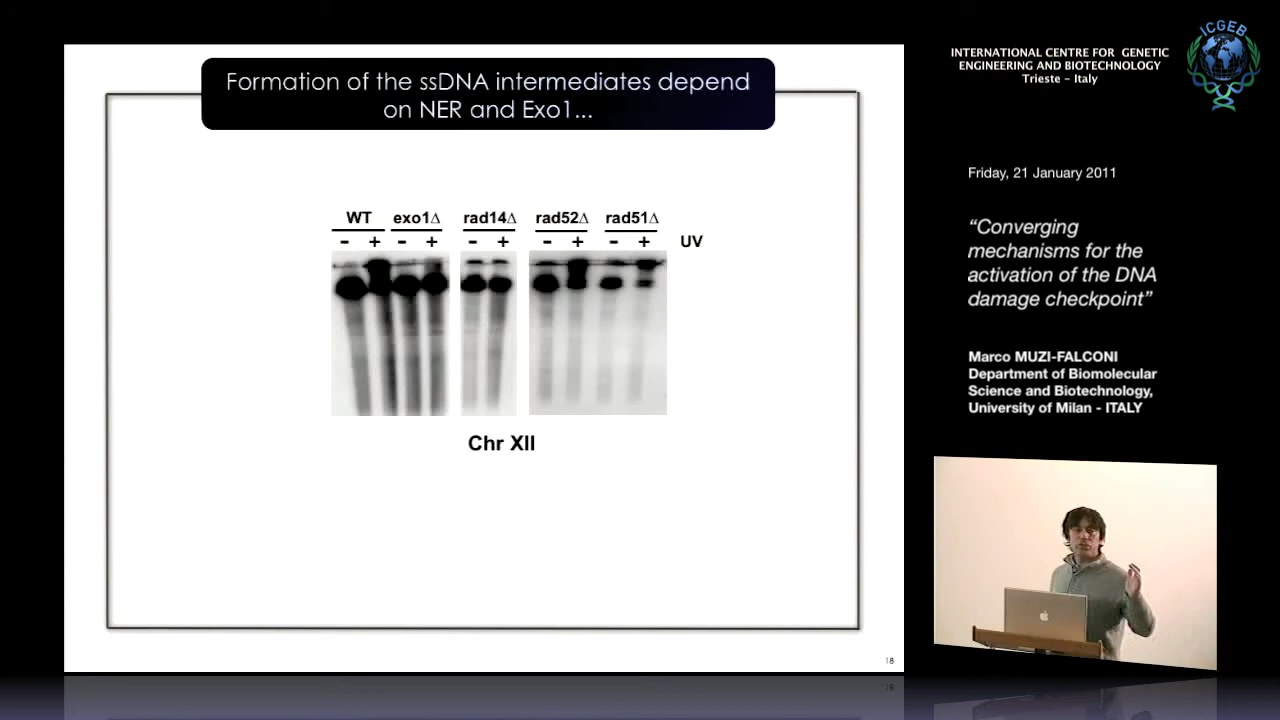 Formation of the ssDNA intermediates depend
on NER and Exo1...
WT exo1Δ rad14Δ rad52Δ rad51Δ
- + - + - + - + - + UV
Chr XII
18
ICGEB
INTERNATIONAL CENTRE FOR GENETIC
ENGINEERING AND BIOTECHNOLOGY
Trieste – Italy
Friday, 21 January 2011
“Converging
mechanisms for the
activation of the DNA
damage checkpoint”
Marco MUZI-FALCONI
Department of Biomolecular
Science and Biotechnology,
University of Milan - ITALY